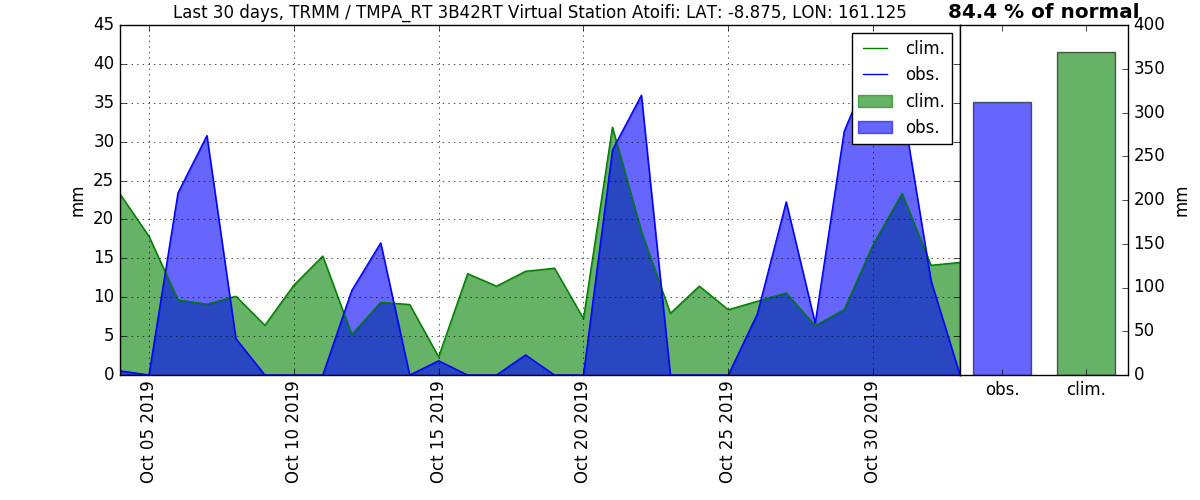 Last 30 days, TRMM / TMPA_RT 3B42RT Virtual Station Atoifi: LAT: -8.875, LON: 161.125
84.4 % of normal
45
40
35
30
25
20
15
10
5
0
mm
clim.
obs.
clim.
obs.
Oct 05 2019
Oct 10 2019
Oct 15 2019
Oct 20 2019
Oct 25 2019
Oct 30 2019
400
350
300
250
200
150
100
50
0
mm
obs.
clim.